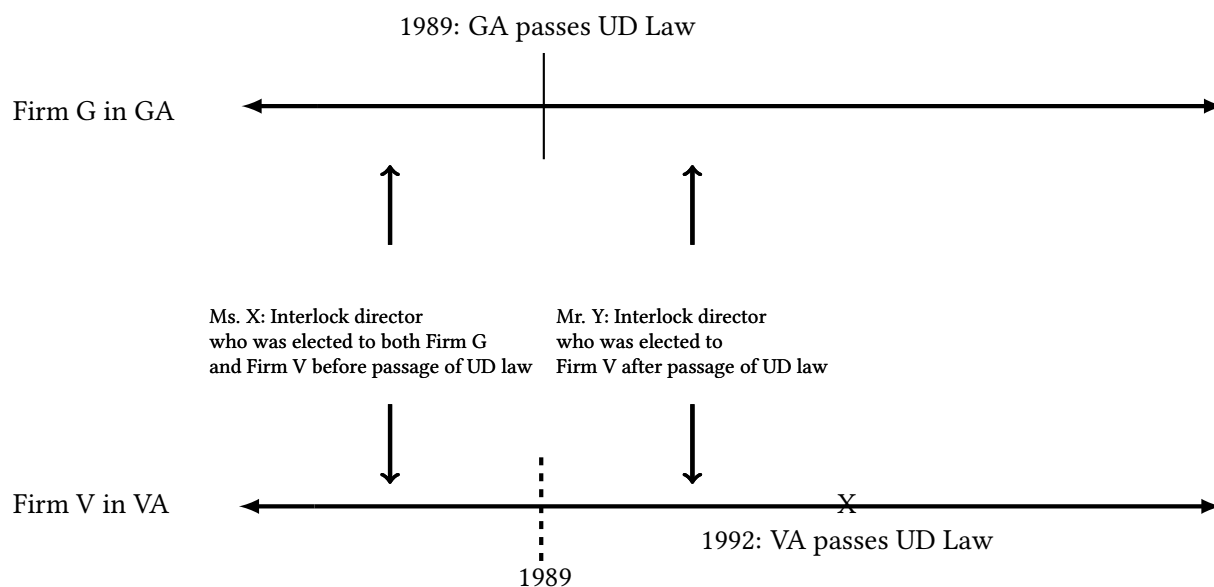 1989: GA passes UD Law
Firm G in GA
Ms. X: Interlock director
who was elected to both Firm G
and Firm V before passage of UD law
Mr. Y: Interlock director
who was elected to
Firm V after passage of UD law
Firm V in VA
X
1992: VA passes UD Law
1989